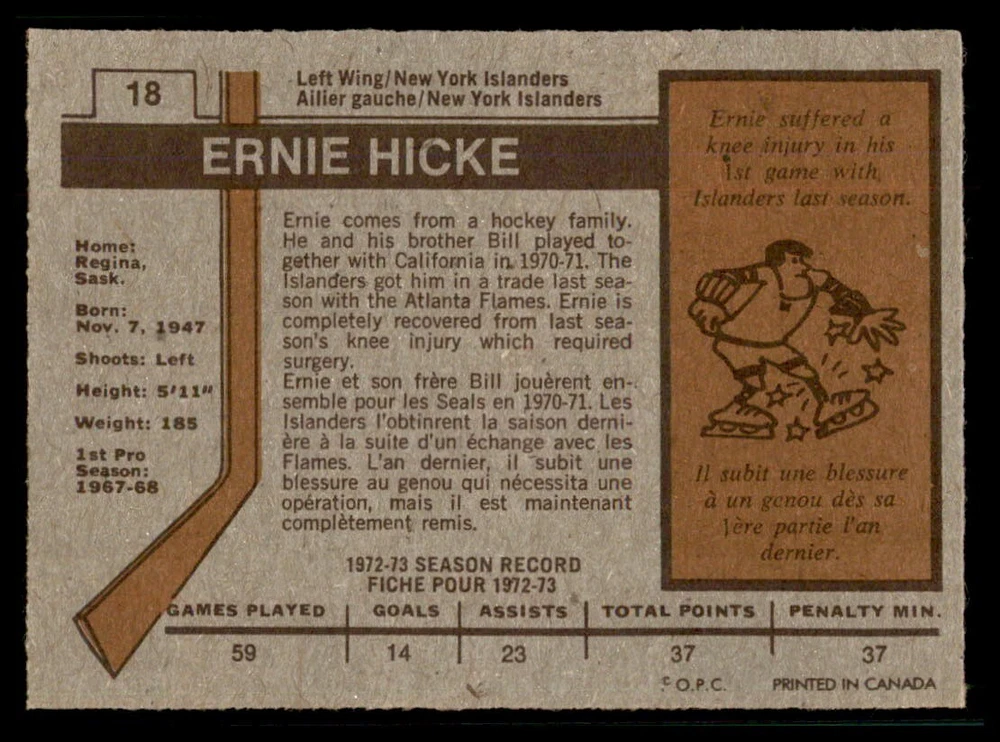 18
Left Wing/New York Islanders
Ailier gauche/New York Islanders
ERNIE HICKE
Home:
Regina,
Sask.
Born:
Nov. 7, 1947
Shoots: Left
Height: 5'11"
Weight: 185
1st Pro
Season:
1967-68
Ernie comes from a hockey family.
He and his brother Bill played to-
gether with California in 1970-71. The
Islanders got him in a trade last sea-
son with the Atlanta Flames. Ernie is
completely recovered from last sea-
son's knee injury which required
surgery.
Ernie et son frère Bill jouèrent en-
semble pour les Seals en 1970-71. Les
Islanders l'obtinrent la saison derni-
ère à la suite d'un échange avec les
Flames. L'an dernier, il subit une
blessure au genou qui nécessita une
opération, mais il est maintenant
complètement remis.
Ernie suffered a
knee injury in his
1st game with
Islanders last season.
Il subit une blessure
à un genou dès sa
1ère partie l'an
dernier.
1972-73 SEASON RECORD
FICHE POUR 1972-73
GAMES PLAYED GOALS ASSISTS TOTAL POINTS PENALTY MIN.
59 14 23 37 37
© O.P.C. PRINTED IN CANADA